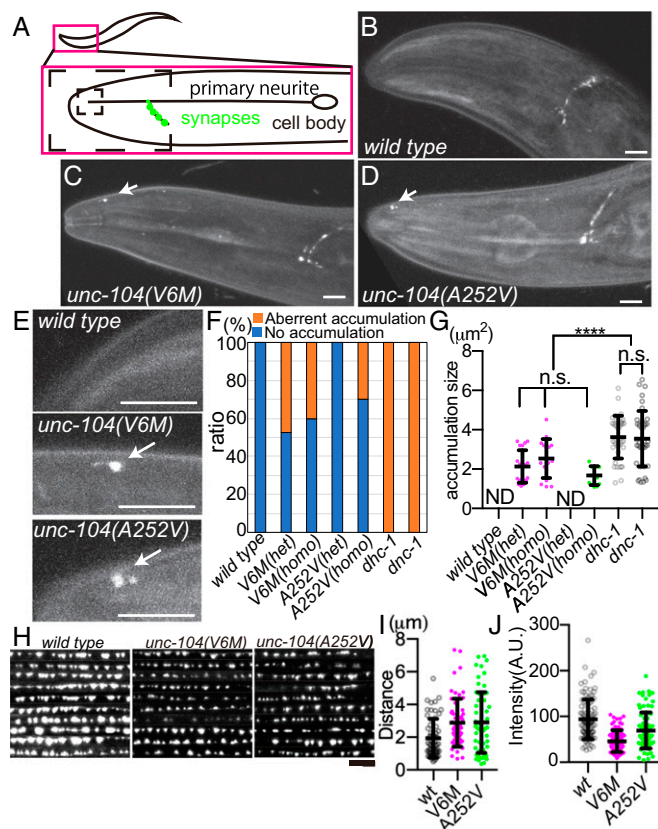 A
primary neurite
synapses
cell body
B
wild type
C
unc-104(V6M)
D
unc-104(A252V)
E
wild type
unc-104(V6M)
unc-104(A252V)
F
(%)
Aberrent accumulation
No accumulation
100
80
60
40
20
0
ratio
wild type
V6M(het)
V6M(homo)
A252V(het)
A252V(homo)
dhc-1
dnc-1
G
(μm²)
8
6
4
2
0
accumulation size
****
n.s.
n.s.
ND
ND
wild type
V6M(het)
V6M(homo)
A252V(het)
A252V(homo)
dhc-1
dnc-1
H
wild type
unc-104(V6M)
unc-104(A252V)
I
(μm)
8
6
4
2
0
Distance
wt
V6M
A252V
J
300
200
100
0
Intensity(A.U.)
wt
V6M
A252V